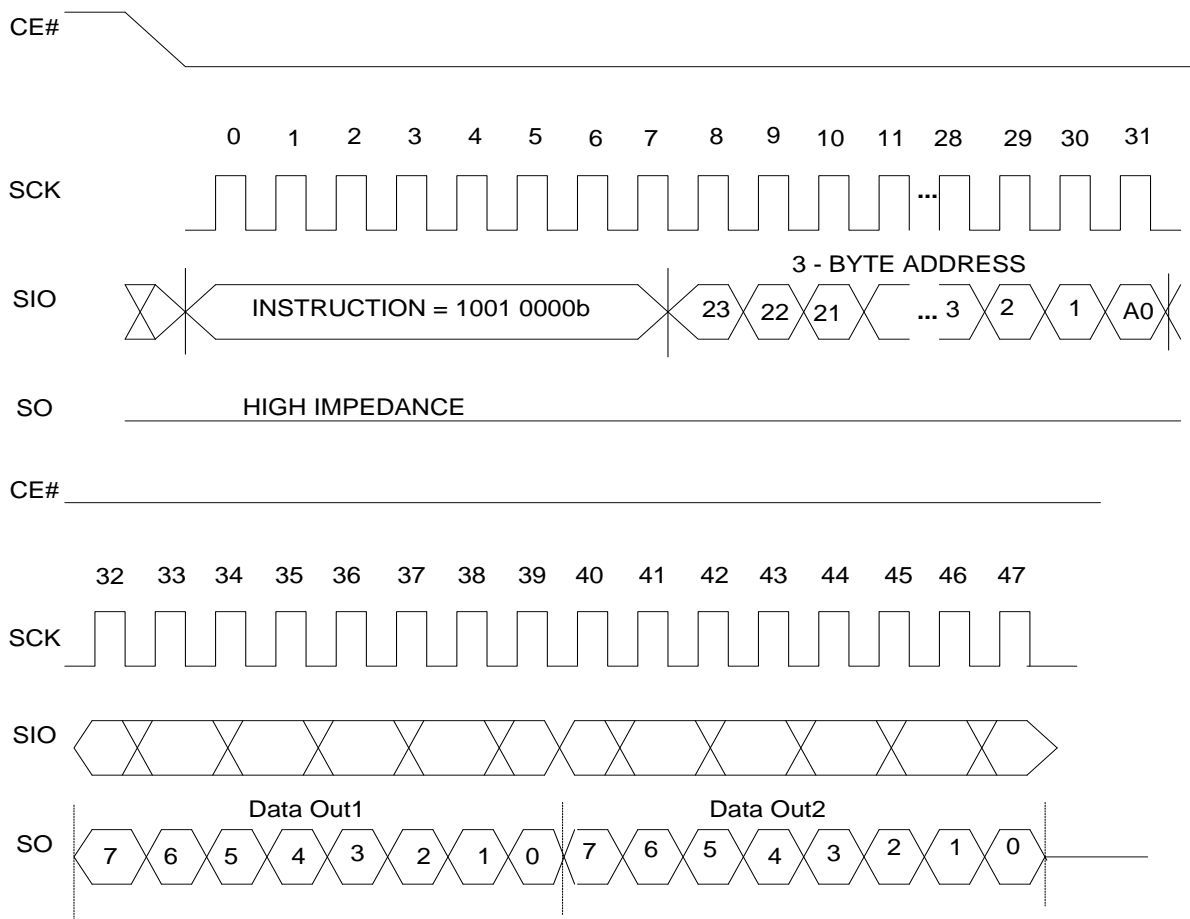 CE#
0 1 2 3 4 5 6 7 8 9 10 11 28 29 30 31
SCK ...
3 - BYTE ADDRESS
SIO INSTRUCTION = 1001 0000b 23 22 21 ... 3 2 1 A0
SO HIGH IMPEDANCE
CE#
32 33 34 35 36 37 38 39 40 41 42 43 44 45 46 47
SCK
SIO
Data Out1 Data Out2
SO 7 6 5 4 3 2 1 0 7 6 5 4 3 2 1 0